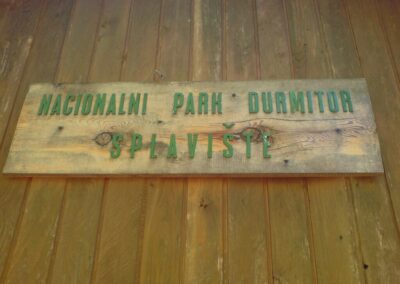 NACIONALNI PARK DURMITOR
SPLAVIŠTE